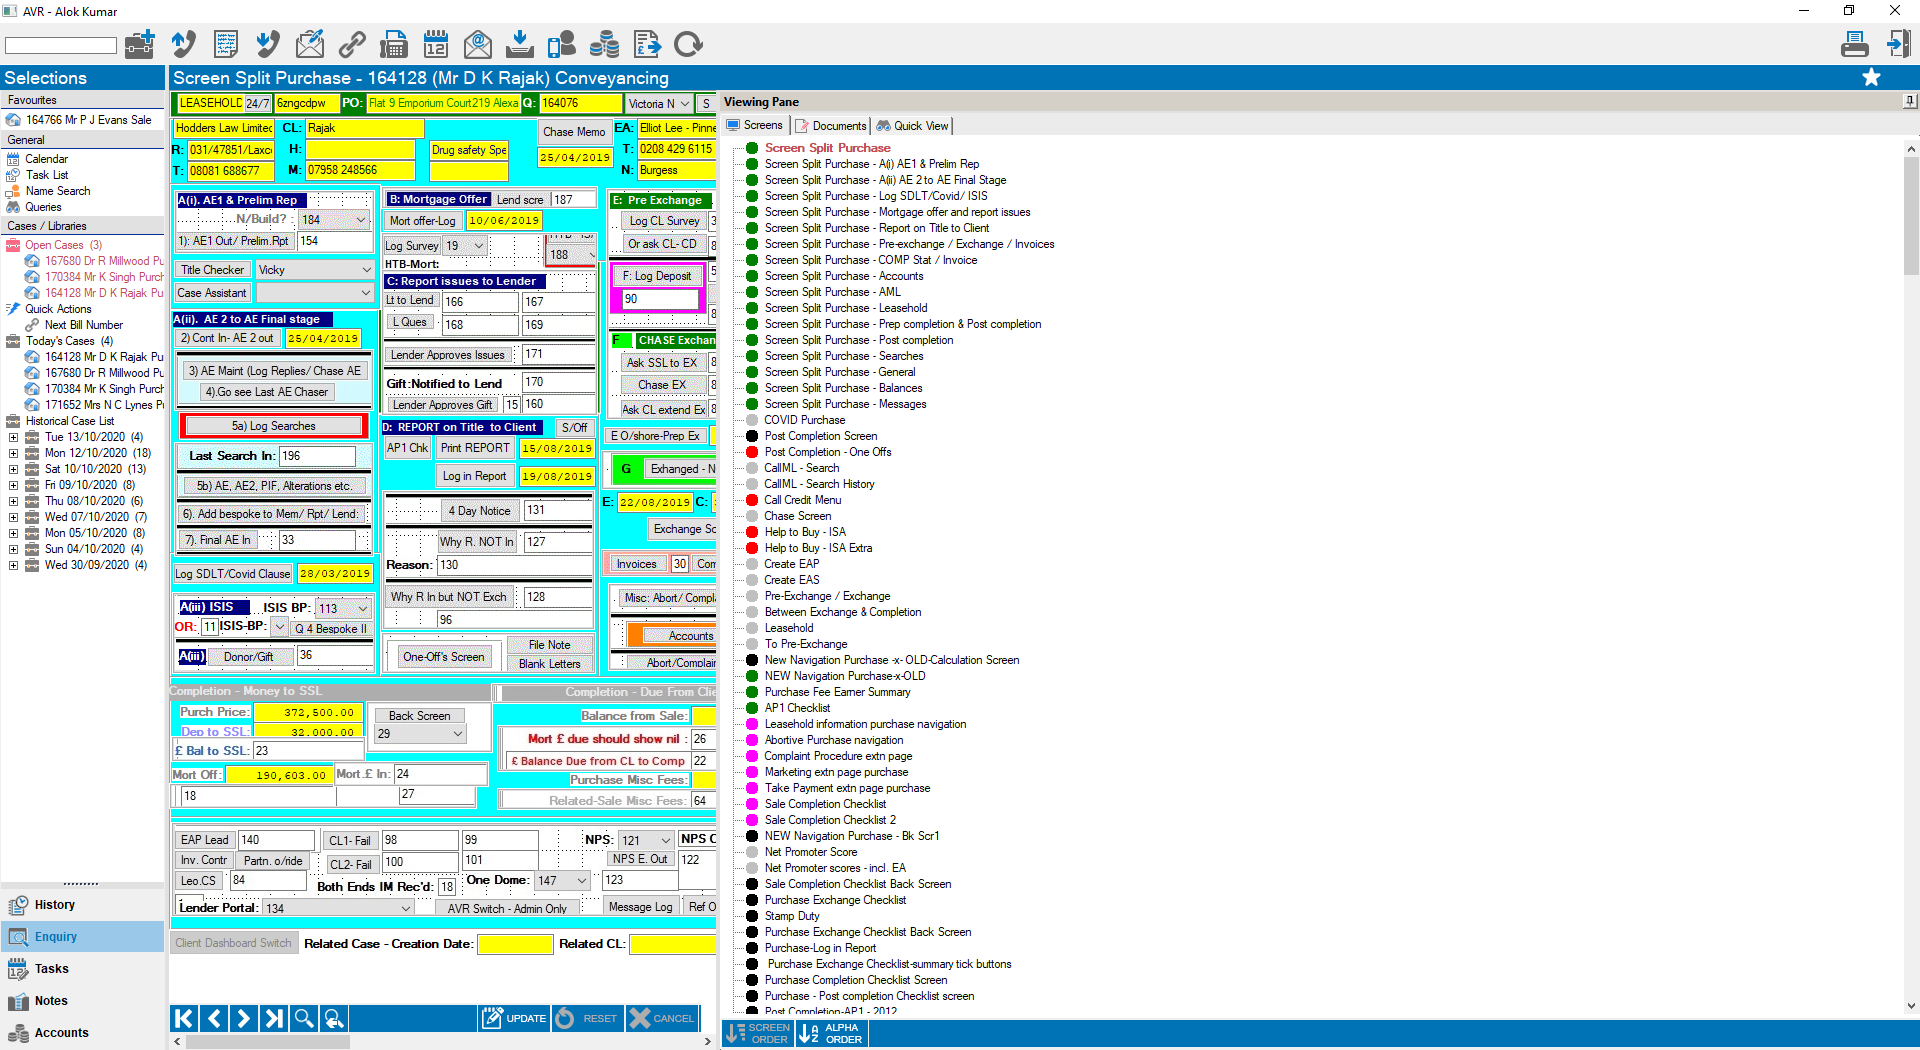 AVR - Alok Kumar
Selections
Screen Split Purchase - 164128 (Mr D K Rajak) Conveyancing
Favourites
164766 Mr P J Evans Sale
General
Calendar
Task List
Name Search
Queries
Cases / Libraries
Open Cases (3)
167680 Dr R Millwood Pu
170384 Mr K Singh Purch
164128 Mr D K Rajak Pu
Quick Actions
Next Bill Number
Today's Cases (4)
164128 Mr D K Rajak Pu
167680 Dr R Millwood Pu
170384 Mr K Singh Purch
171652 Mrs N C Lynes P
Historical Case List
Tue 13/10/2020 (4)
Mon 12/10/2020 (18)
Sat 10/10/2020 (13)
Fri 09/10/2020 (8)
Thu 08/10/2020 (6)
Wed 07/10/2020 (7)
Mon 05/10/2020 (8)
Sun 04/10/2020 (4)
Wed 30/09/2020 (4)
History
Enquiry
Tasks
Notes
Accounts
LEASEHOLD 24/7 6zngcdpw PO: Flat 9 Emporium Court219 Alexa Q: 164076 Victoria N S
Hodders Law Limited CL: Rajak Chase Memo EA: Elliot Lee - Pinne
R: 031/47851/Laxc H: Drug safety Spe 25/04/2019 T: 0208 429 6115
T: 08081 688677 M: 07958 248566 N: Burgess
A(i). AE1 & Prelim Rep
N/Build? : 184
1): AE1 Out/ Prelim.Rpt 154
Title Checker Vicky
Case Assistant
A(ii). AE 2 to AE Final stage
2) Cont In- AE 2 out 25/04/2019
3) AE Maint (Log Replies/ Chase AE
4).Go see Last AE Chaser
5a) Log Searches
Last Search In: 196
5b) AE, AE2, PIF, Alterations etc.
6). Add bespoke to Mem/ Rpt/ Lend:
7). Final AE In 33
Log SDLT/Covid Clause 28/03/2019
A(iii) ISIS ISIS BP: 113
OR: 11 ISIS-BP: Q 4 Bespoke II
A(iii) Donor/Gift 36
B: Mortgage Offer Lend scre 187
Mort offer-Log 10/06/2019
Log Survey 19 188
HTB-Mort:
C: Report issues to Lender
Lt to Lend 166 167
L Ques 168 169
Lender Approves Issues 171
Gift:Notified to Lend 170
Lender Approves Gift 15 160
D: REPORT on Title to Client S/Off
AP1 Chk Print REPORT 15/08/2019
Log in Report 19/08/2019
4 Day Notice 131
Why R. NOT In 127
Reason: 130
Why R In but NOT Exch 128
96
One-Off's Screen File Note
Blank Letters
E: Pre Exchange
Log CL Survey
Or ask CL- CD
F: Log Deposit
90
F CHASE Exchan
Ask SSL to EX
Chase EX
Ask CL extend Ex
E O/shore-Prep Ex
G Exhanged - N
E: 22/08/2019 C:
Exchange Sc
Invoices 30 Com
Misc: Abort/ Compla
Accounts
Abort/Complain
Completion - Money to SSL Completion - Due From Clie
Purch Price: 372,500.00 Back Screen Balance from Sale:
Dep to SSL: 32,000.00 29 Mort £ due should show nil : 26
£ Bal to SSL: 23 £ Balance Due from CL to Comp 22
Mort Off: 190,603.00 Mort £ In: 24 Purchase Misc Fees:
18 27 Related-Sale Misc Fees: 64
EAP Lead 140 CL1- Fail 98 99 NPS: 121 NPS C
Inv. Contr Partn. o/ride CL2- Fail 100 101 NPS E. Out 122
Leo.CS 84 Both Ends IM Rec'd: 18 One Dome: 147 123
Lender Portal: 134 AVR Switch - Admin Only Message Log Ref O
Client Dashboard Switch Related Case - Creation Date: Related CL:
UPDATE RESET CANCEL
Viewing Pane
Screens Documents Quick View
Screen Split Purchase
Screen Split Purchase - A(i) AE1 & Prelim Rep
Screen Split Purchase - A(ii) AE 2 to AE Final Stage
Screen Split Purchase - Log SDLT/Covid/ ISIS
Screen Split Purchase - Mortgage offer and report issues
Screen Split Purchase - Report on Title to Client
Screen Split Purchase - Pre-exchange / Exchange / Invoices
Screen Split Purchase - COMP Stat / Invoice
Screen Split Purchase - Accounts
Screen Split Purchase - AML
Screen Split Purchase - Leasehold
Screen Split Purchase - Prep completion & Post completion
Screen Split Purchase - Post completion
Screen Split Purchase - Searches
Screen Split Purchase - General
Screen Split Purchase - Balances
Screen Split Purchase - Messages
COVID Purchase
Post Completion Screen
Post Completion - One Offs
CallML - Search
CallML - Search History
Call Credit Menu
Chase Screen
Help to Buy - ISA
Help to Buy - ISA Extra
Create EAP
Create EAS
Pre-Exchange / Exchange
Between Exchange & Completion
Leasehold
To Pre-Exchange
New Navigation Purchase -x- OLD-Calculation Screen
NEW Navigation Purchase-x-OLD
Purchase Fee Earner Summary
AP1 Checklist
Leasehold information purchase navigation
Abortive Purchase navigation
Complaint Procedure extn page
Marketing extn page purchase
Take Payment extn page purchase
Sale Completion Checklist
Sale Completion Checklist 2
NEW Navigation Purchase - Bk Scr1
Net Promoter Score
Net Promoter scores - incl. EA
Sale Completion Checklist Back Screen
Purchase Exchange Checklist
Stamp Duty
Purchase Exchange Checklist Back Screen
Purchase-Log in Report
Purchase Exchange Checklist-summary tick buttons
Purchase Completion Checklist Screen
Purchase - Post completion Checklist screen
Post Completion-AP1 - 2012
SCREEN ORDER
ALPHA ORDER